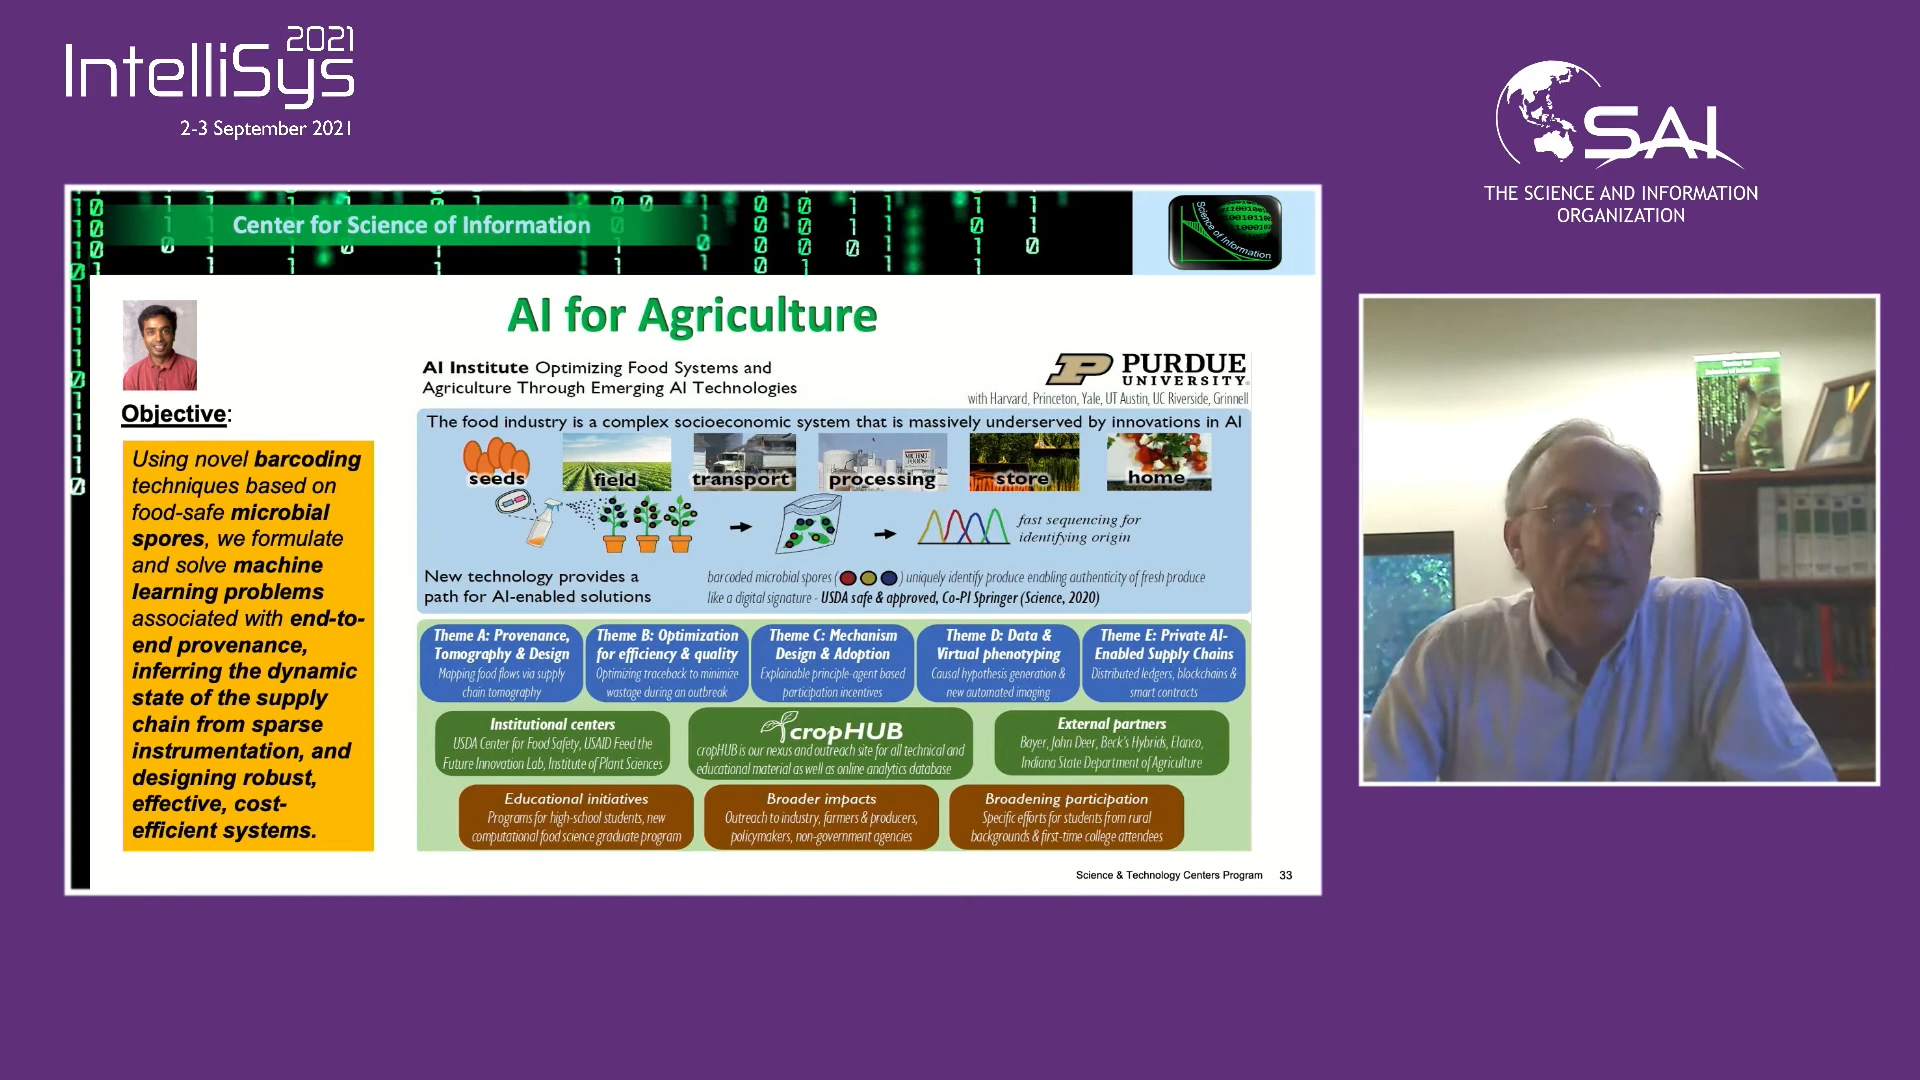 2021
IntelliSys
2-3 September 2021
SAI
THE SCIENCE AND INFORMATION
ORGANIZATION
Center for Science of Information
Science of Information
AI for Agriculture
AI Institute Optimizing Food Systems and
Agriculture Through Emerging AI Technologies
PURDUE
UNIVERSITY
with Harvard, Princeton, Yale, UT Austin, UC Riverside, Grinnell
Objective:
Using novel barcoding
techniques based on
food-safe microbial
spores, we formulate
and solve machine
learning problems
associated with end-to-
end provenance,
inferring the dynamic
state of the supply
chain from sparse
instrumentation, and
designing robust,
effective, cost-
efficient systems.
The food industry is a complex socioeconomic system that is massively underserved by innovations in AI
seeds field transport processing store home
fast sequencing for
identifying origin
New technology provides a
path for AI-enabled solutions
barcoded microbial spores ( ) uniquely identify produce enabling authenticity of fresh produce
like a digital signature - USDA safe & approved, Co-PI Springer (Science, 2020)
Theme A: Provenance,
Tomography & Design
Mapping food flows via supply
chain tomography
Theme B: Optimization
for efficiency & quality
Optimizing traceback to minimize
wastage during an outbreak
Theme C: Mechanism
Design & Adoption
Explainable principle-agent based
participation incentives
Theme D: Data &
Virtual phenotyping
Causal hypothesis generation &
new automated imaging
Theme E: Private AI-
Enabled Supply Chains
Distributed ledgers, blockchains &
smart contracts
Institutional centers
USDA Center for Food Safety, USAID Feed the
Future Innovation Lab, Institute of Plant Sciences
cropHUB
cropHUB is our nexus and outreach site for all technical and
educational material as well as online analytics database
External partners
Bayer, John Deer, Beck's Hybrids, Elanco,
Indiana State Department of Agriculture
Educational initiatives
Programs for high-school students, new
computational food science graduate program
Broader impacts
Outreach to industry, farmers & producers,
policymakers, non-government agencies
Broadening participation
Specific efforts for students from rural
backgrounds & first-time college attendees
Science & Technology Centers Program 33